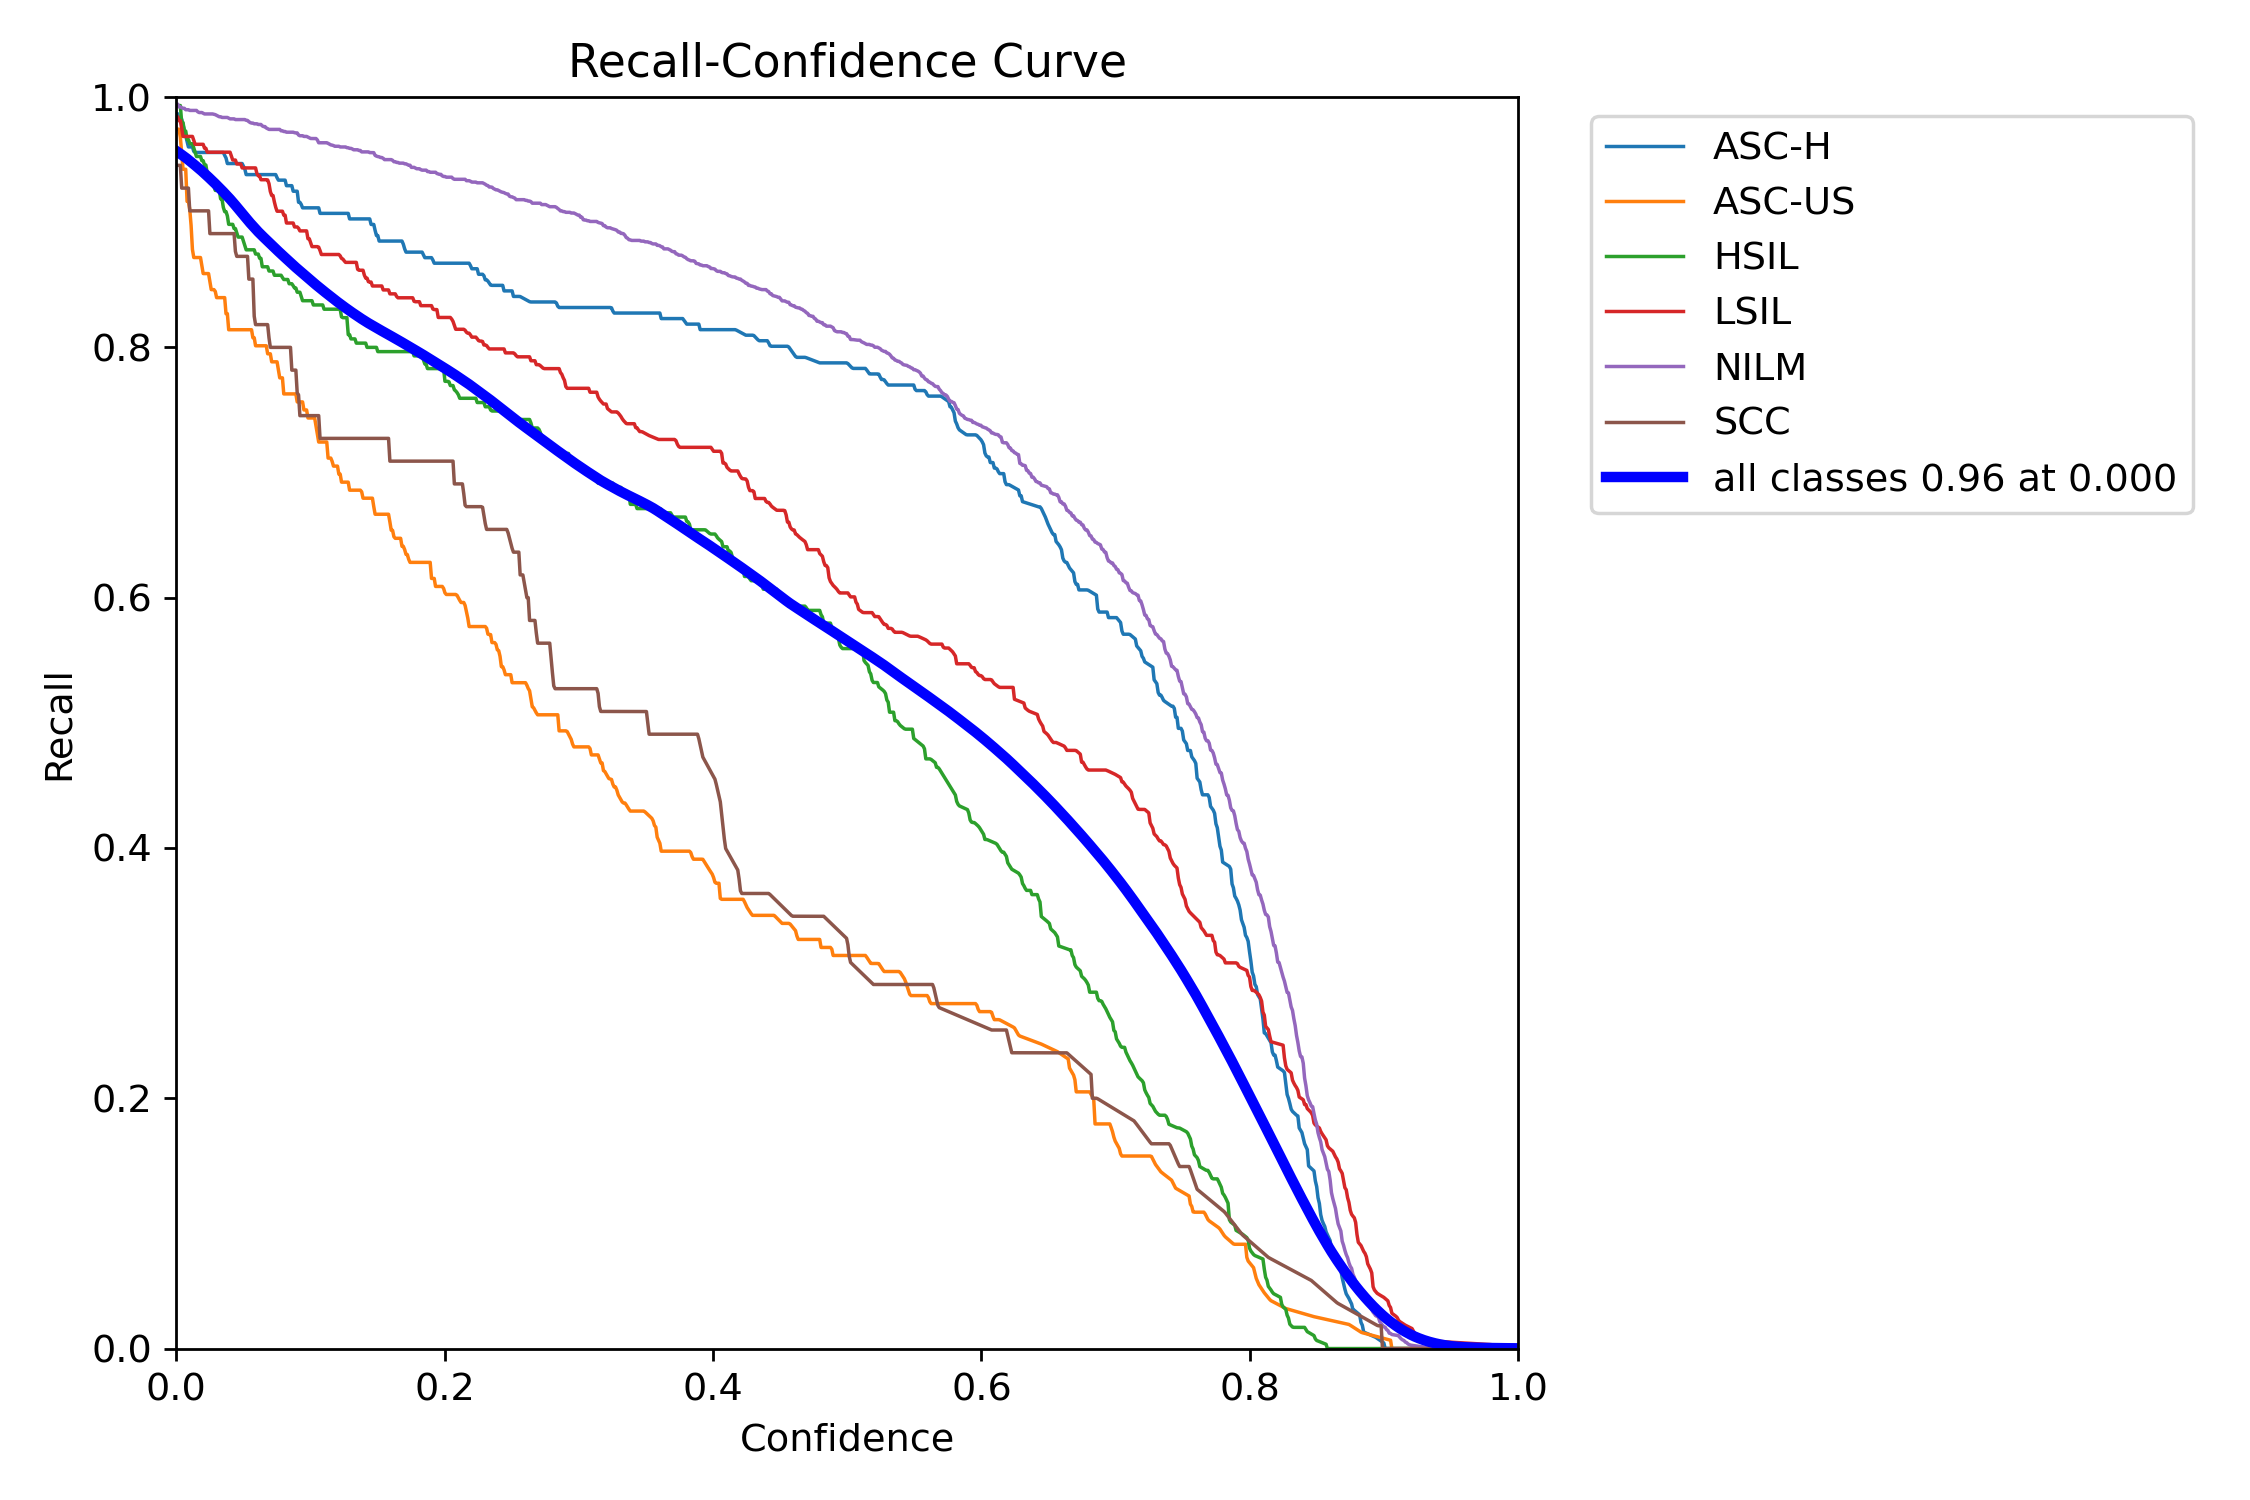 Recall-Confidence Curve
1.0
0.8
0.6
0.4
0.2
0.0
Recall
0.0 0.2 0.4 0.6 0.8 1.0
Confidence
ASC-H
ASC-US
HSIL
LSIL
NILM
SCC
all classes 0.96 at 0.000